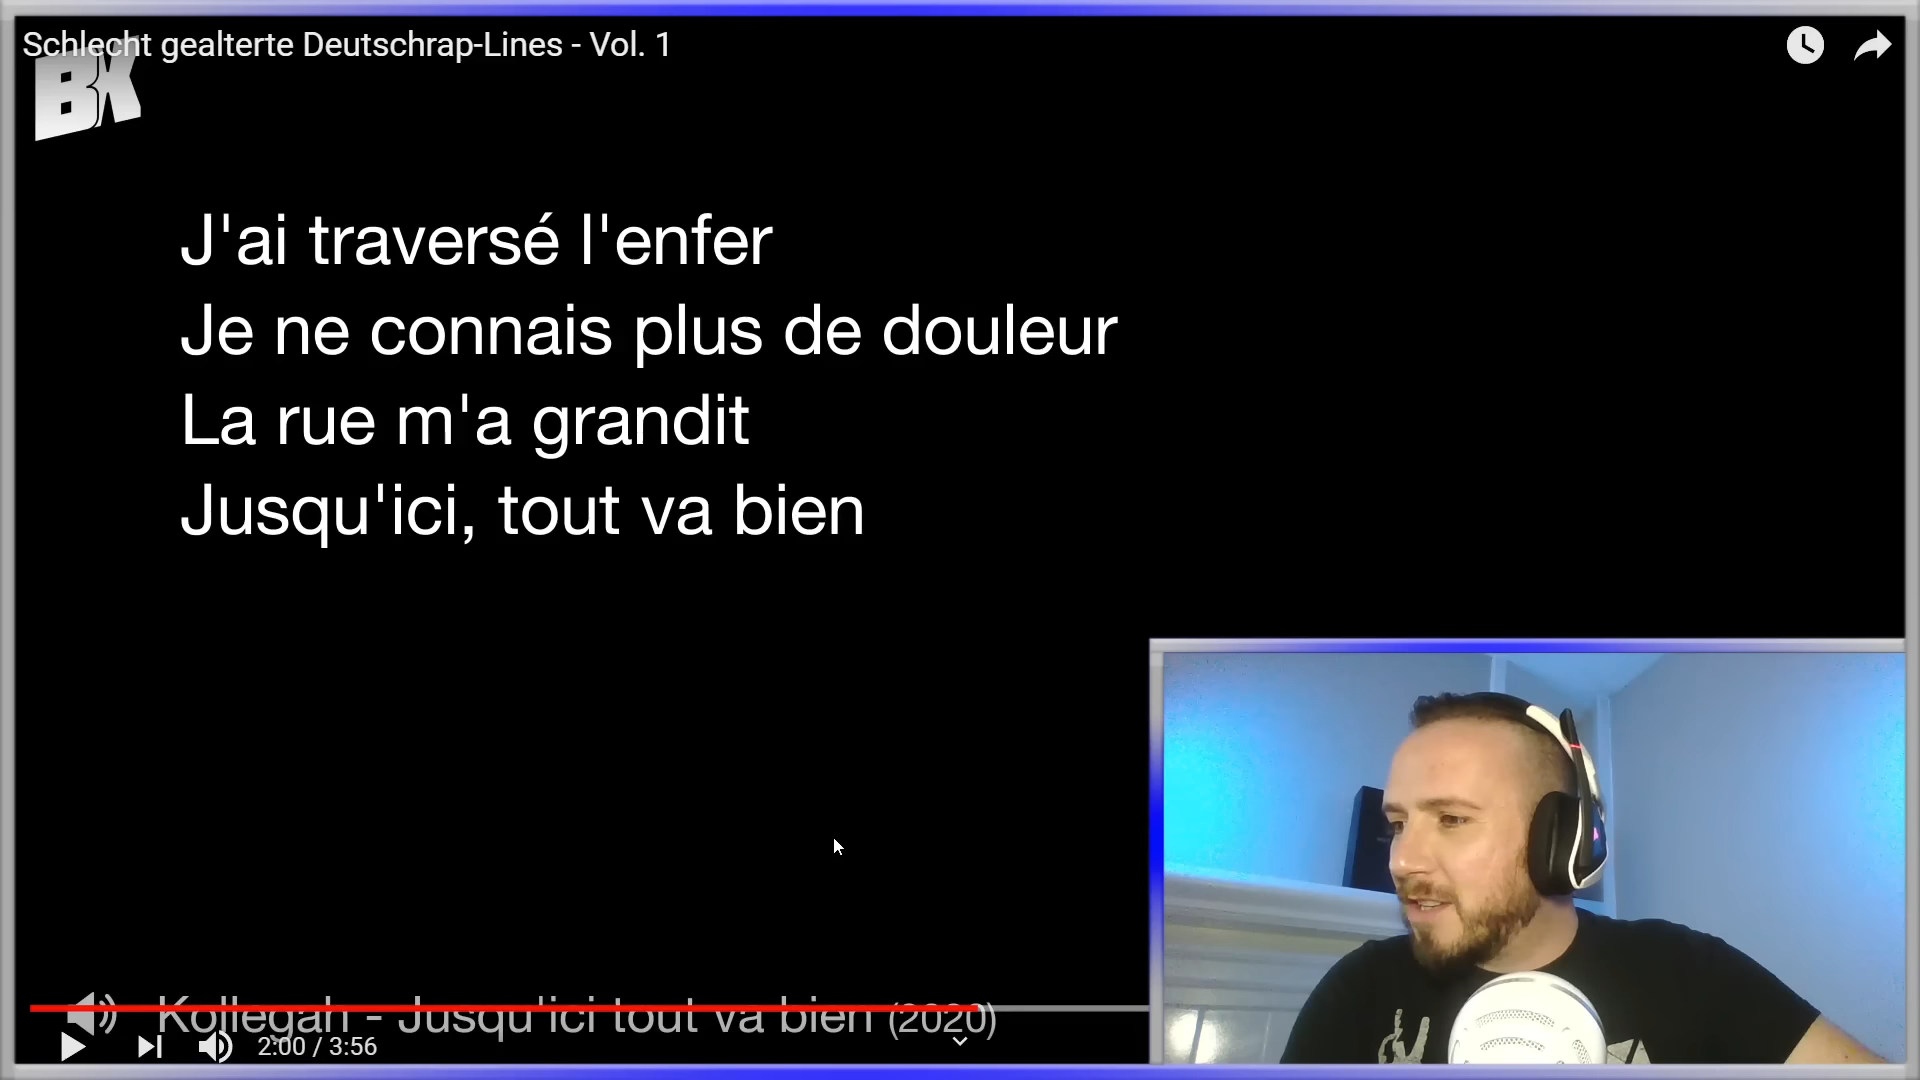 Schlecht gealterte Deutschrap-Lines - Vol. 1
BK
J'ai traversé l'enfer
Je ne connais plus de douleur
La rue m'a grandit
Jusqu'ici, tout va bien
Kollegah - Jusqu'ici tout va bien (2020)
2:00 / 3:56